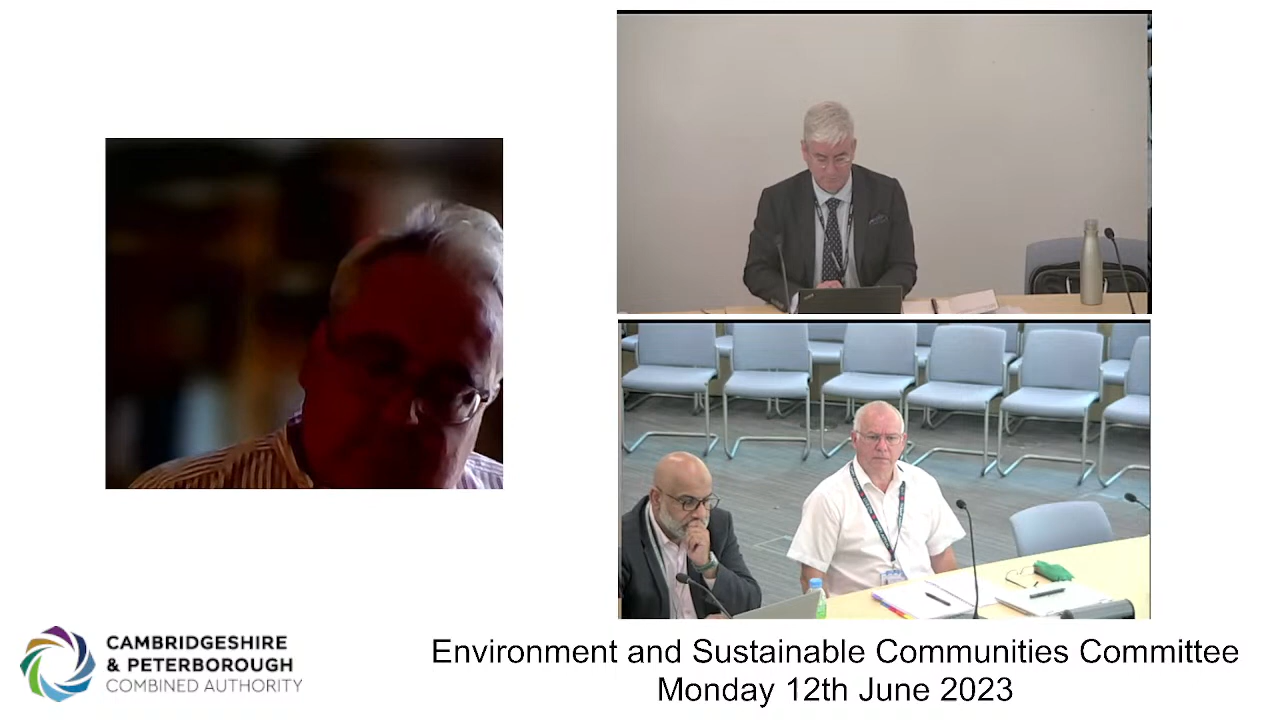 CAMBRIDGESHIRE
& PETERBOROUGH
COMBINED AUTHORITY
Environment and Sustainable Communities Committee
Monday 12th June 2023